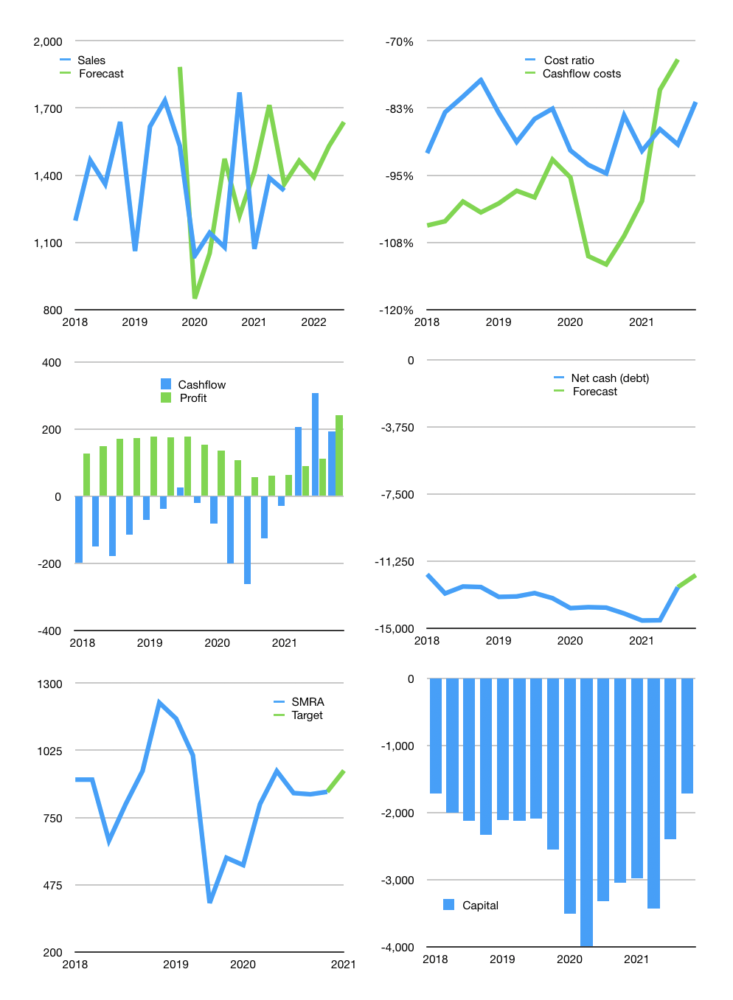 2,000
Sales
Forecast
1,700
1,400
1,100
800
2018 2019 2020 2021 2022
-70%
Cost ratio
Cashflow costs
-83%
-95%
-108%
-120%
2018 2019 2020 2021
400
Cashflow
Profit
200
0
-200
-400
2018 2019 2020 2021
0
Net cash (debt)
Forecast
-3,750
-7,500
-11,250
-15,000
2018 2019 2020 2021
1300
SMRA
Target
1025
750
475
200
2018 2019 2020 2021
0
-1,000
-2,000
-3,000
Capital
-4,000
2018 2019 2020 2021